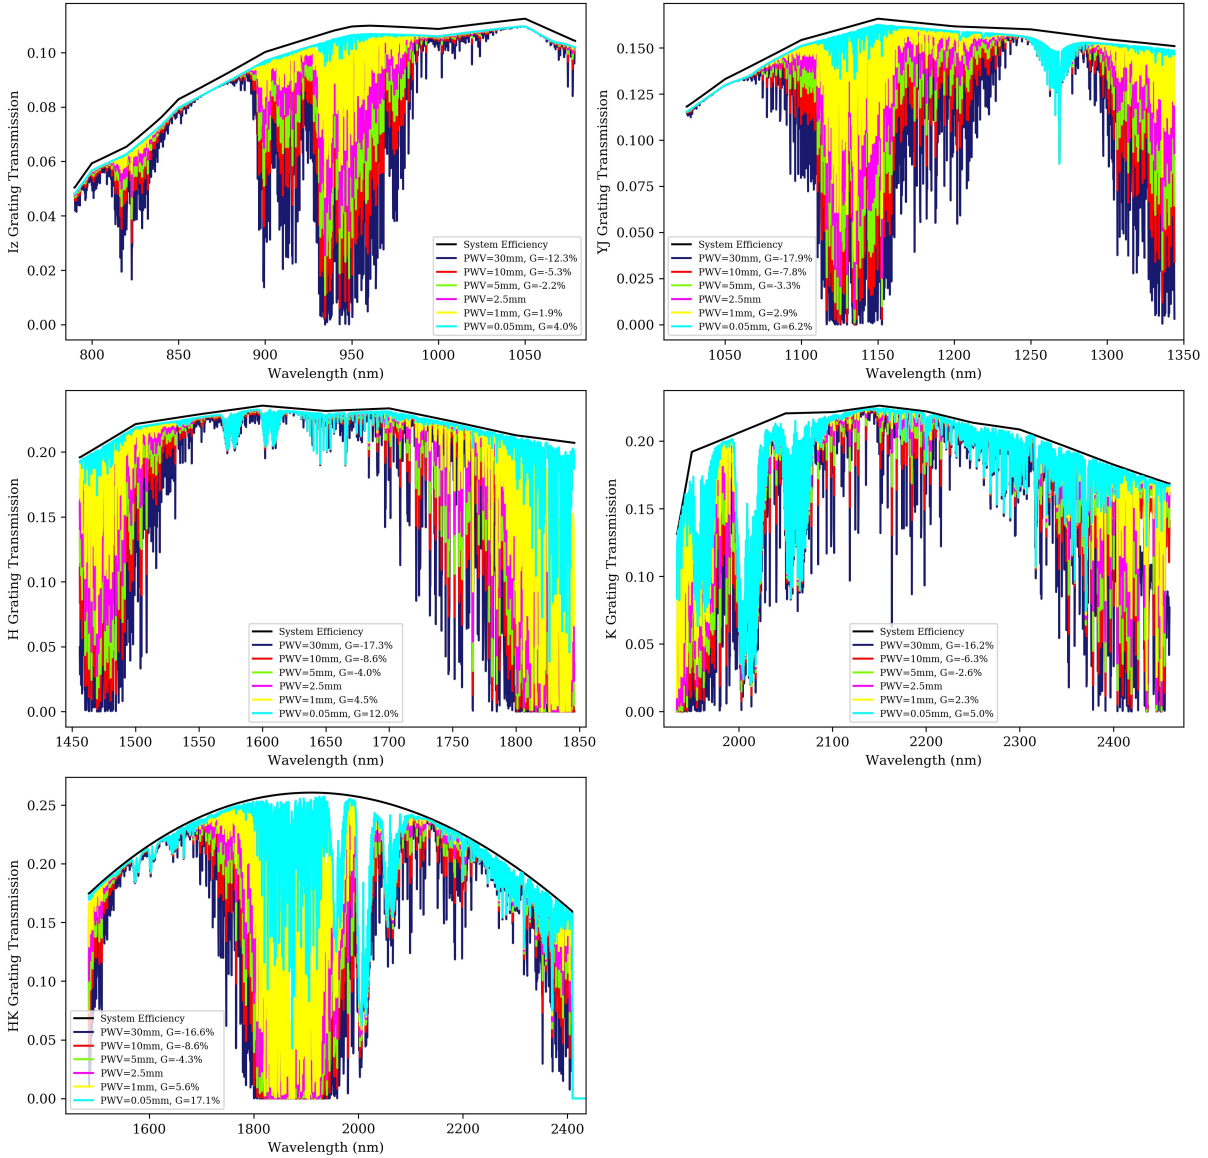 Iz Grating Transmission
0.10
0.08
0.06
0.04
0.02
0.00
System Efficiency
PWV=30mm, G=-12.3%
PWV=10mm, G=-5.3%
PWV=5mm, G=-2.2%
PWV=2.5mm
PWV=1mm, G=1.9%
PWV=0.05mm, G=4.0%
800 850 900 950 1000 1050
Wavelength (nm)
YJ Grating Transmission
0.150
0.125
0.100
0.075
0.050
0.025
0.000
System Efficiency
PWV=30mm, G=-17.9%
PWV=10mm, G=-7.8%
PWV=5mm, G=-3.3%
PWV=2.5mm
PWV=1mm, G=2.9%
PWV=0.05mm, G=6.2%
1050 1100 1150 1200 1250 1300 1350
Wavelength (nm)
H Grating Transmission
0.20
0.15
0.10
0.05
0.00
System Efficiency
PWV=30mm, G=-17.3%
PWV=10mm, G=-8.6%
PWV=5mm, G=-4.0%
PWV=2.5mm
PWV=1mm, G=4.5%
PWV=0.05mm, G=12.0%
1450 1500 1550 1600 1650 1700 1750 1800 1850
Wavelength (nm)
K Grating Transmission
0.20
0.15
0.10
0.05
0.00
System Efficiency
PWV=30mm, G=-16.2%
PWV=10mm, G=-6.3%
PWV=5mm, G=-2.6%
PWV=2.5mm
PWV=1mm, G=2.3%
PWV=0.05mm, G=5.0%
2000 2100 2200 2300 2400
Wavelength (nm)
HK Grating Transmission
0.25
0.20
0.15
0.10
0.05
0.00
System Efficiency
PWV=30mm, G=-16.6%
PWV=10mm, G=-8.6%
PWV=5mm, G=-4.3%
PWV=2.5mm
PWV=1mm, G=5.6%
PWV=0.05mm, G=17.1%
1600 1800 2000 2200 2400
Wavelength (nm)